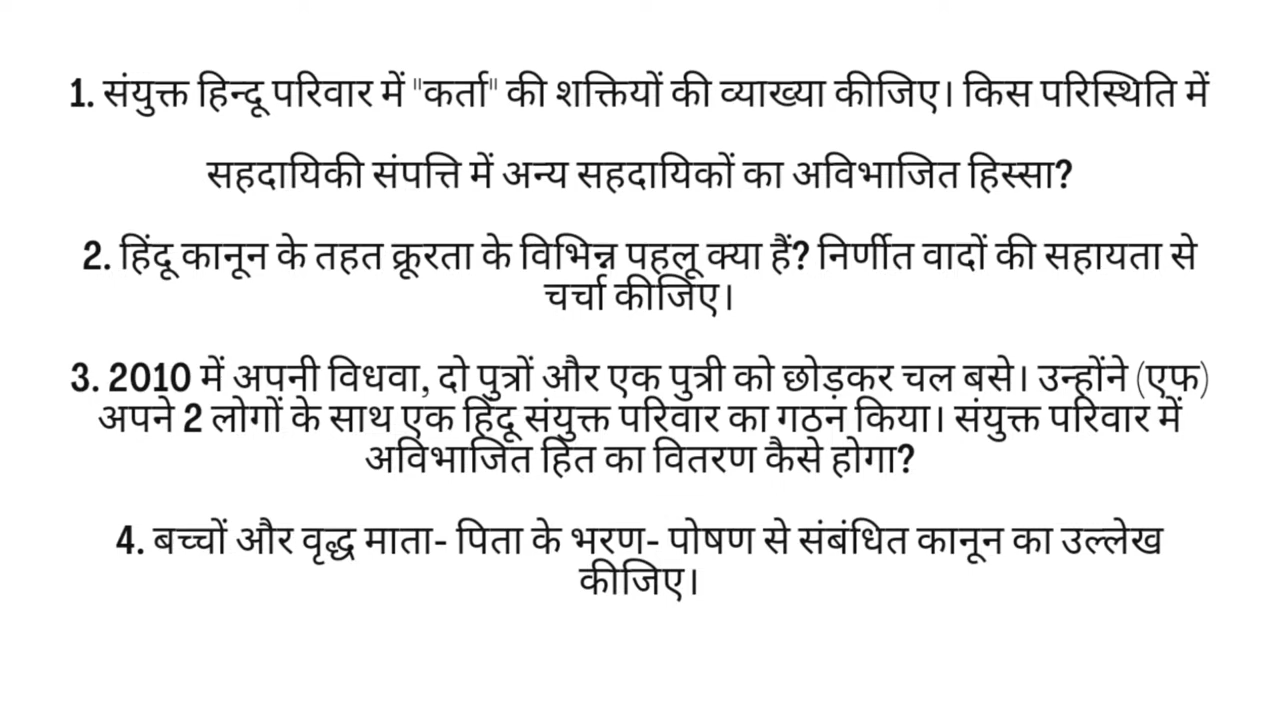 1. संयुक्त हिन्दू परिवार में "कर्ता" की शक्तियों की व्याख्या कीजिए। किस परिस्थिति में
सहदायिकी संपत्ति में अन्य सहदायिकों का अविभाजित हिस्सा?
2. हिंदू कानून के तहत क्रूरता के विभिन्न पहलू क्या हैं? निर्णीत वादों की सहायता से
चर्चा कीजिए।
3. 2010 में अपनी विधवा, दो पुत्रों और एक पुत्री को छोड़कर चल बसे। उन्होंने (एफ)
अपने 2 लोगों के साथ एक हिंदू संयुक्त परिवार का गठन किया। संयुक्त परिवार में
अविभाजित हित का वितरण कैसे होगा?
4. बच्चों और वृद्ध माता- पिता के भरण- पोषण से संबंधित कानून का उल्लेख
कीजिए।